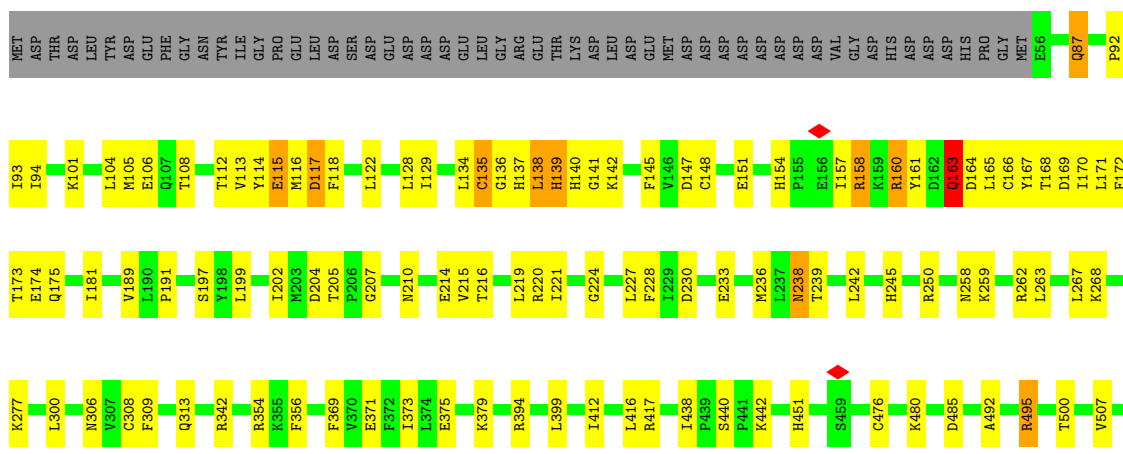 MET ASP THR ASP LEU TYR ASP GLU PHE GLY ASN TYR ILE GLY PRO GLU LEU ASP SER ASP GLU ASP ASP ASP GLU LEU GLY ARG GLU THR LYS ASP LEU ASP GLU MET ASP ASP ASP ASP ASP ASP ASP VAL GLY ASP HIS ASP ASP ASP HIS PRO GLY MET E56 Q87 P92
I93 I94 K101 L104 M105 E106 Q107 T108 T112 V113 Y114 E115 M116 D117 F118 L122 L128 I129 L134 C135 G136 H137 L138 H139 H140 G141 K142 F145 V146 D147 C148 E151 H154 P155 E156 I157 R158 K159 R160 Y161 D162 Q163 D164 L165 C166 Y167 T168 D169 I170 L171 F172
T173 E174 Q175 I181 V189 L190 P191 S197 Y198 L199 I202 M203 D204 T205 P206 G207 N210 E214 V215 T216 L219 R220 I221 G224 L227 F228 I229 D230 E233 M236 L237 N238 T239 L242 H245 R250 N258 K259 R262 L263 L267 K268
K277 L300 N306 V307 C308 F309 Q313 R342 R354 K355 F356 F369 V370 E371 F372 I373 L374 E375 K379 R394 L399 I412 L416 R417 I438 P439 S440 P441 K442 H451 S459 C476 K480 D485 A492 R495 T500 V507